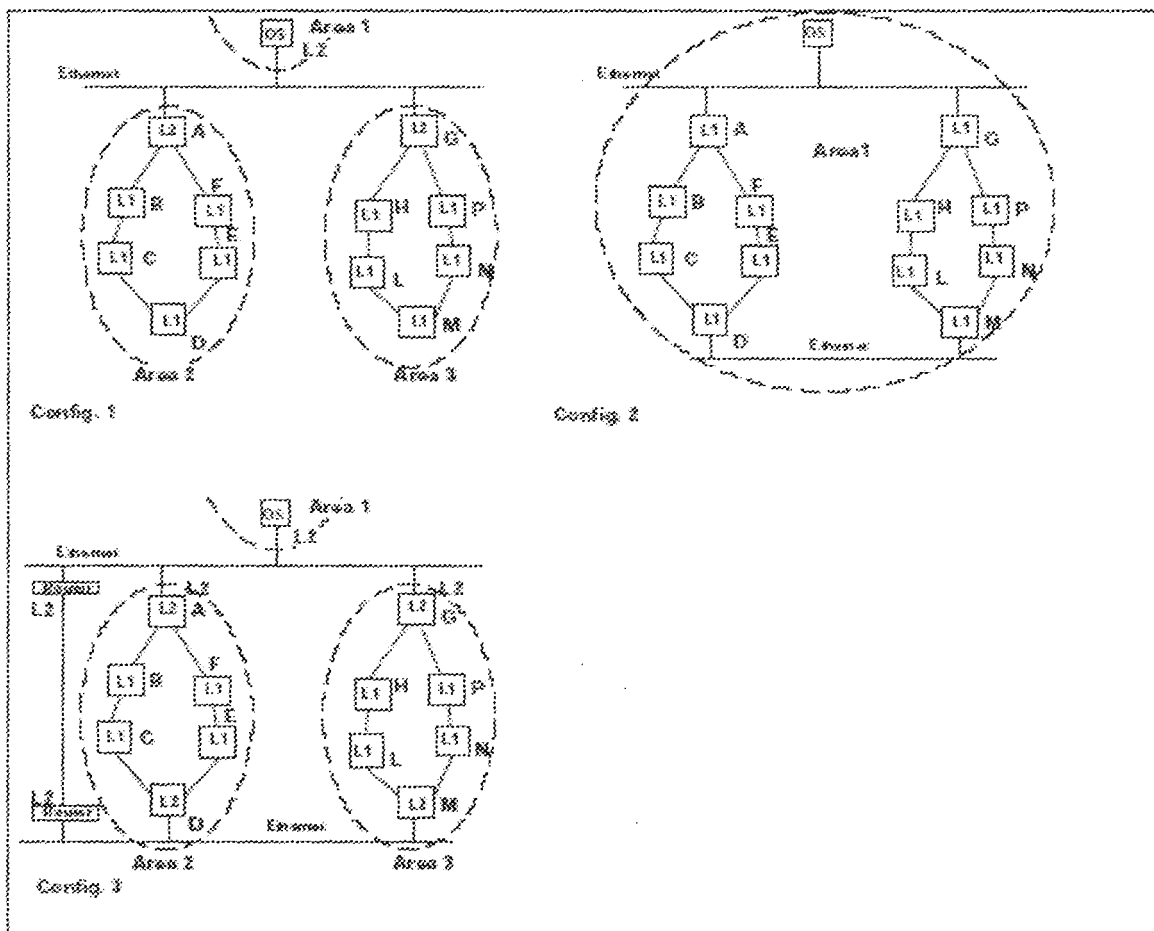 OS Area 1
L2
Ethernet
L2 A
L2 G
L1 B
F
L1
L1 H
L1 P
E
L1 C
L1
L1 L
L1 N
L1 D
L1 M
Area 2
Area 3
Config. 1
OS
Ethernet
L1 A
L1 G
Area1
L1 B
F
L1
L1 H
L1 P
E
L1 C
L1
L1 L
L1 N
L1 D
L1 M
Ethernet
Config. 2
OS Area 1
L2
Ethernet
L2
L2
L2
L2 A
L2 G
L1 B
F
L1
L1 H
L1 P
E
L1 C
L1
L1 L
L1 N
L2
L2 D
L2 M
Ethernet
Area 2
Area 3
Config. 3